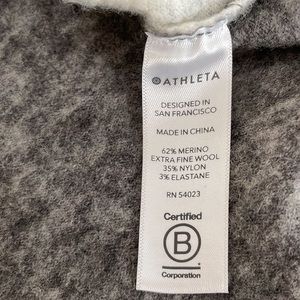 ATHLETA
DESIGNED IN
SAN FRANCISCO
MADE IN CHINA
62% MERINO
EXTRA FINE WOOL
35% NYLON
3% ELASTANE
RN 54023
Certified
B
Corporation